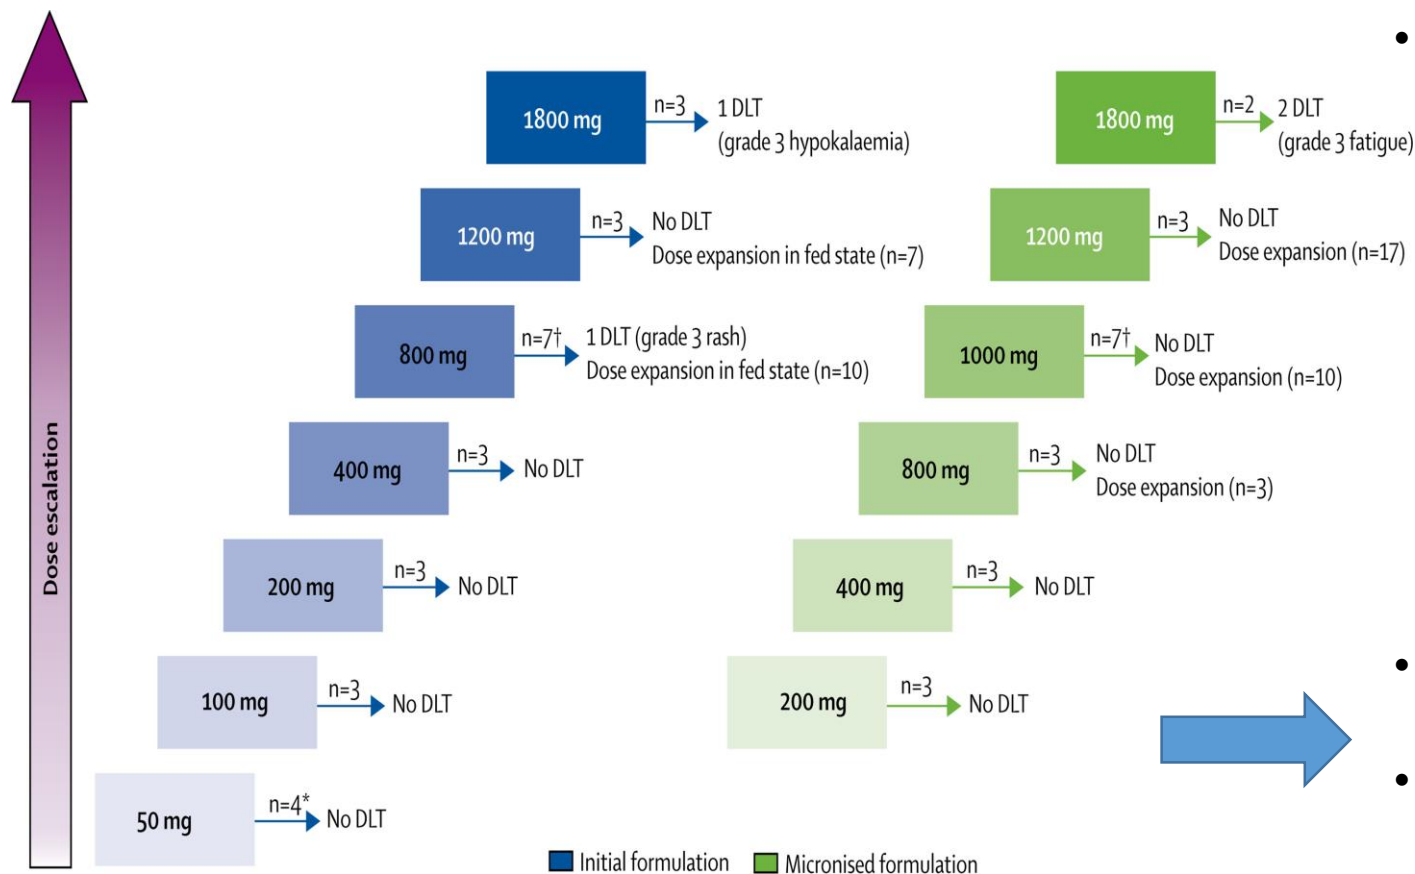 1800 mg
n=3
1 DLT
(grade 3 hypokalaemia)
1800 mg
n=2
2 DLT
(grade 3 fatigue)
1200 mg
n=3
No DLT
Dose expansion in fed state (n=7)
1200 mg
n=3
No DLT
Dose expansion (n=17)
800 mg
n=7†
1 DLT (grade 3 rash)
Dose expansion in fed state (n=10)
1000 mg
n=7†
No DLT
Dose expansion (n=10)
400 mg
n=3
No DLT
800 mg
n=3
No DLT
Dose expansion (n=3)
200 mg
n=3
No DLT
400 mg
n=3
No DLT
100 mg
n=3
No DLT
200 mg
n=3
No DLT
50 mg
n=4*
No DLT
Dose escalation
Initial formulation
Micronised formulation